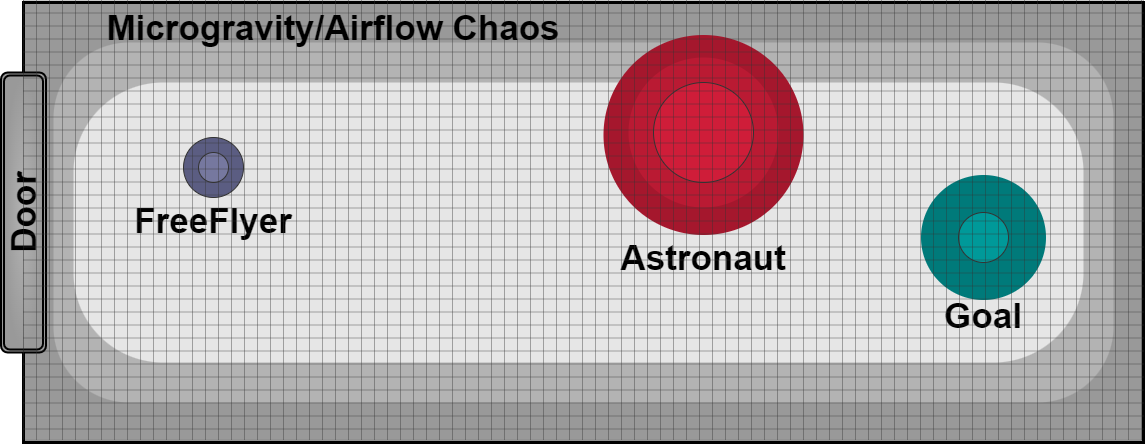 Microgravity/Airflow Chaos
Door
FreeFlyer
Astronaut
Goal